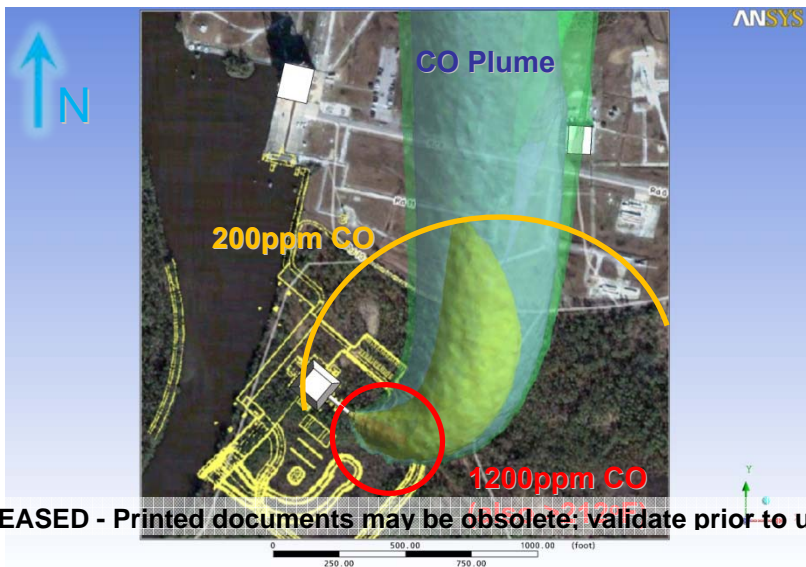 ANSYS
N
CO Plume
200ppm CO
1200ppm CO
EASED - Printed documents may be obsolete; validate prior to u
Y
0 500.00 1000.00 (foot)
250.00 750.00